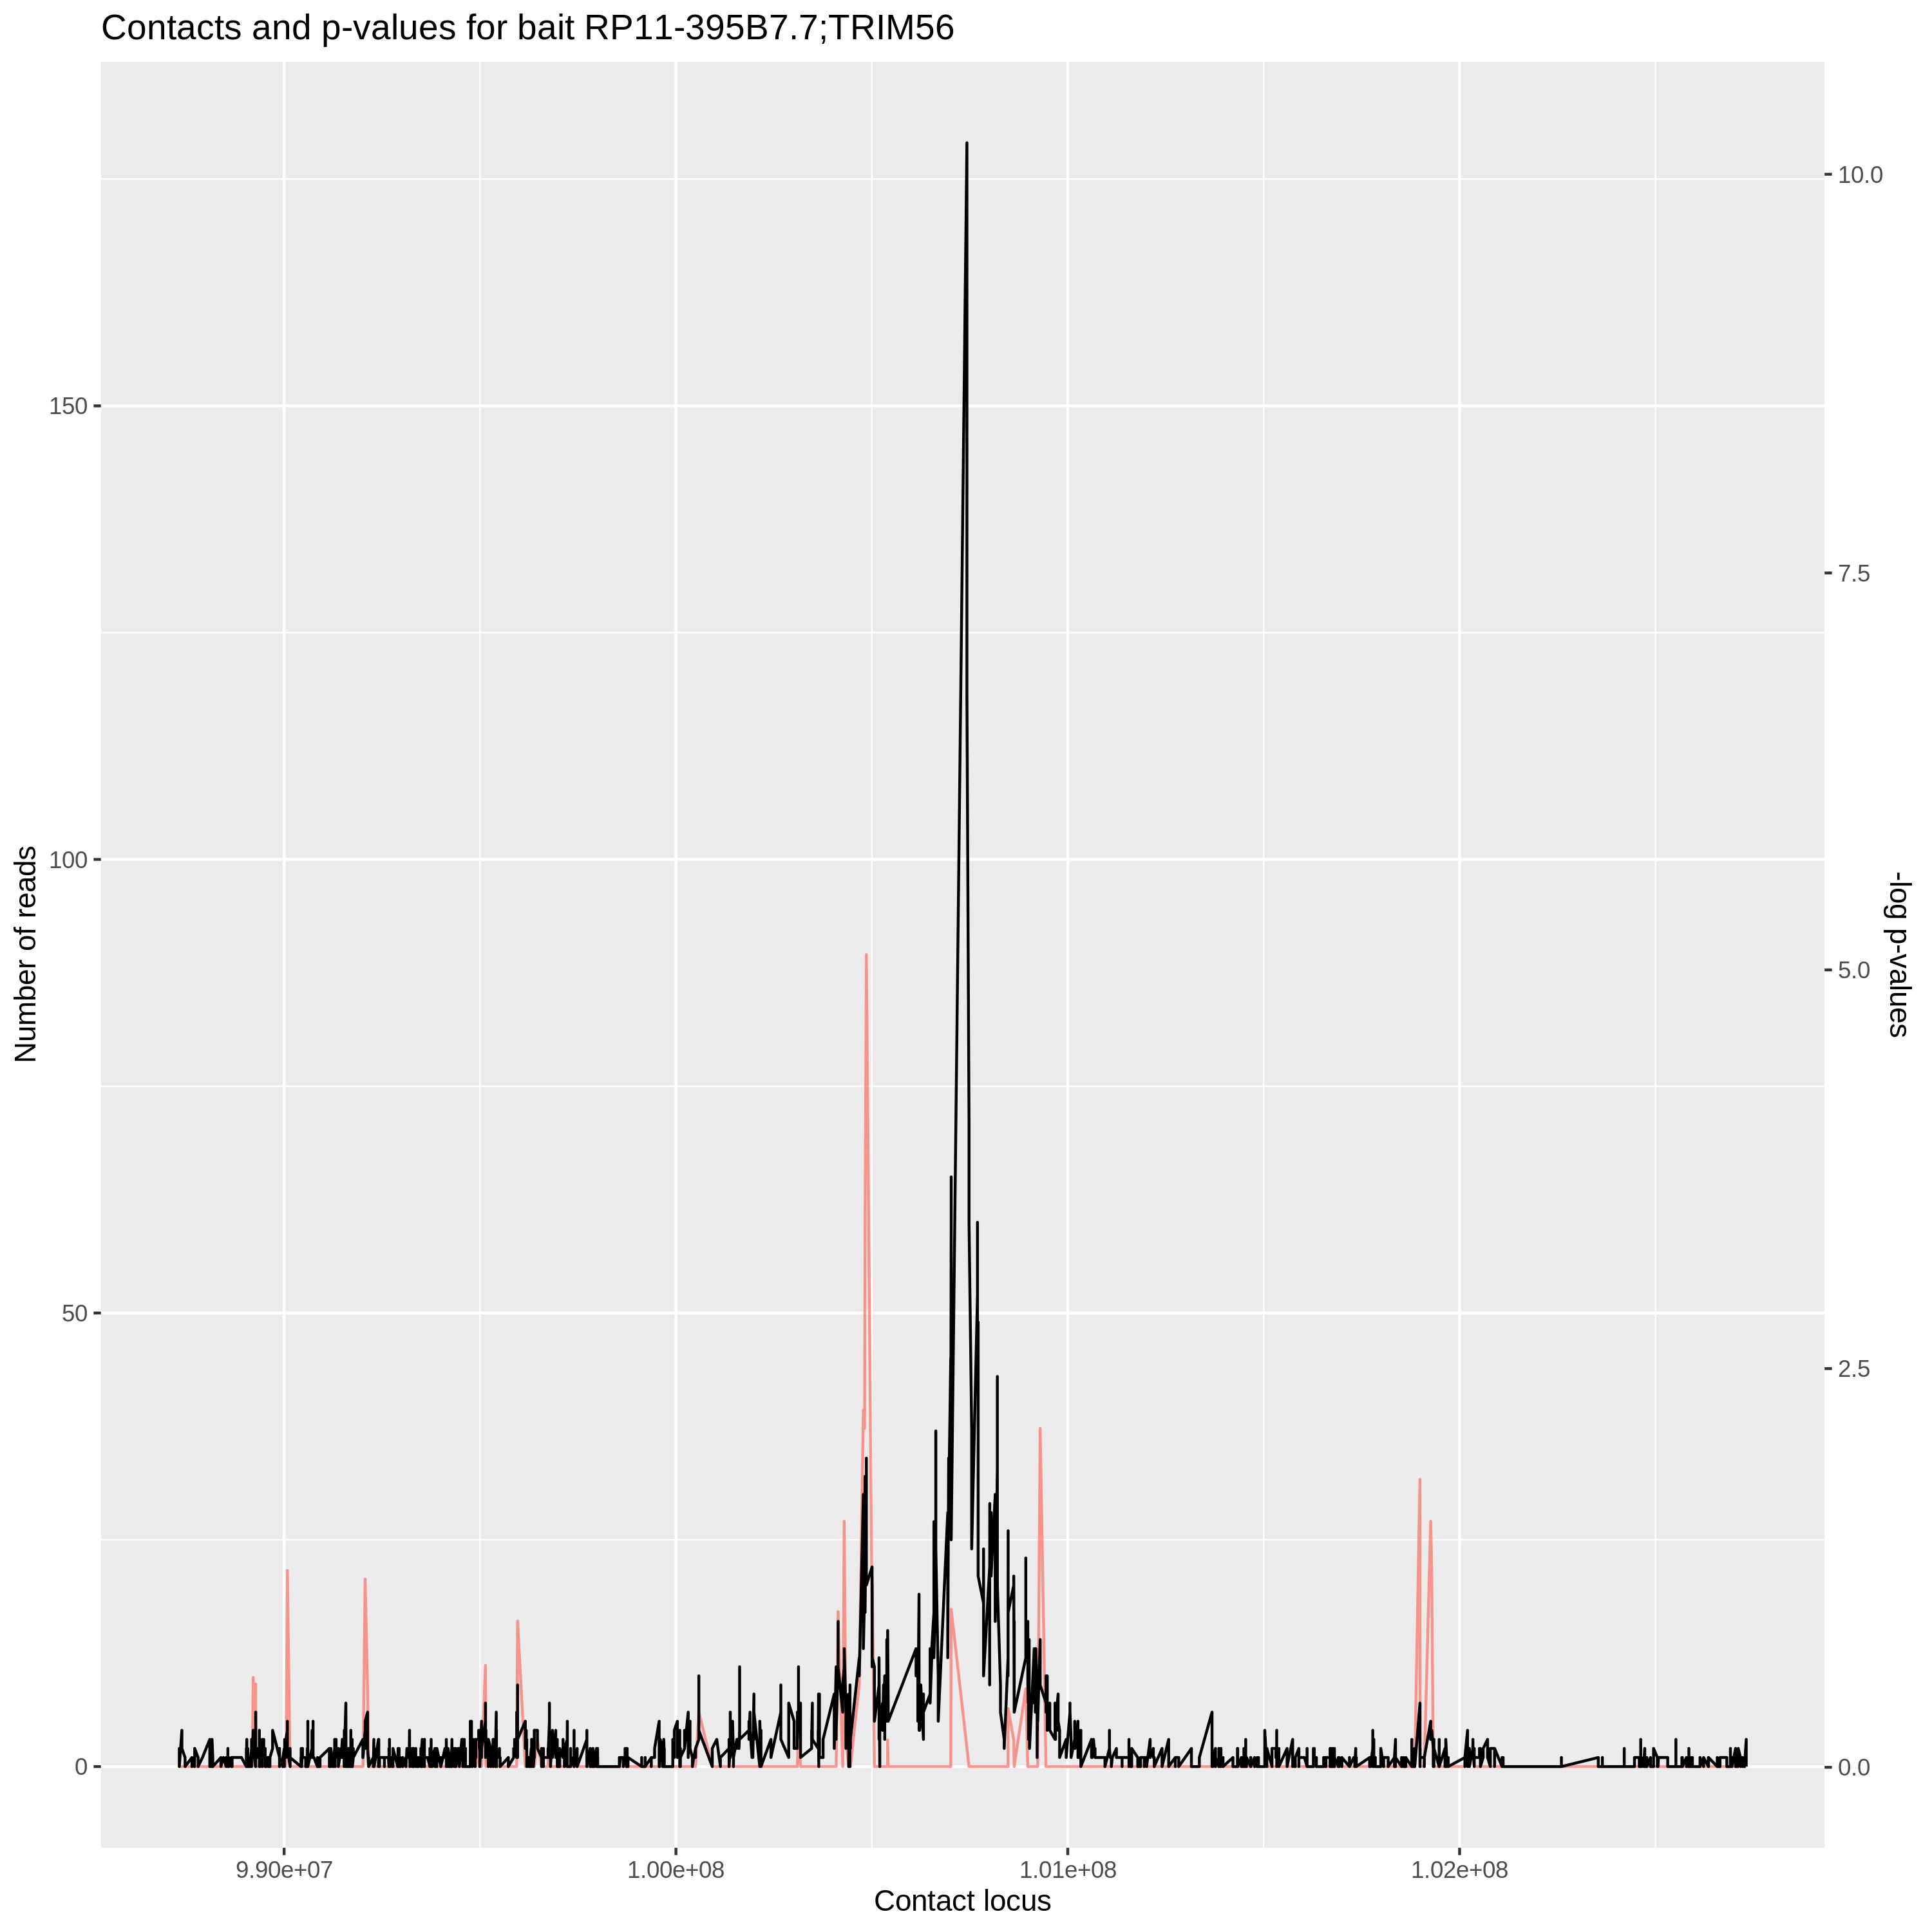 Contacts and p-values for bait RP11-395B7.7;TRIM56
150
100
50
0
Number of reads
10.0
7.5
5.0
2.5
0.0
-log p-values
9.90e+07
1.00e+08
1.01e+08
1.02e+08
Contact locus